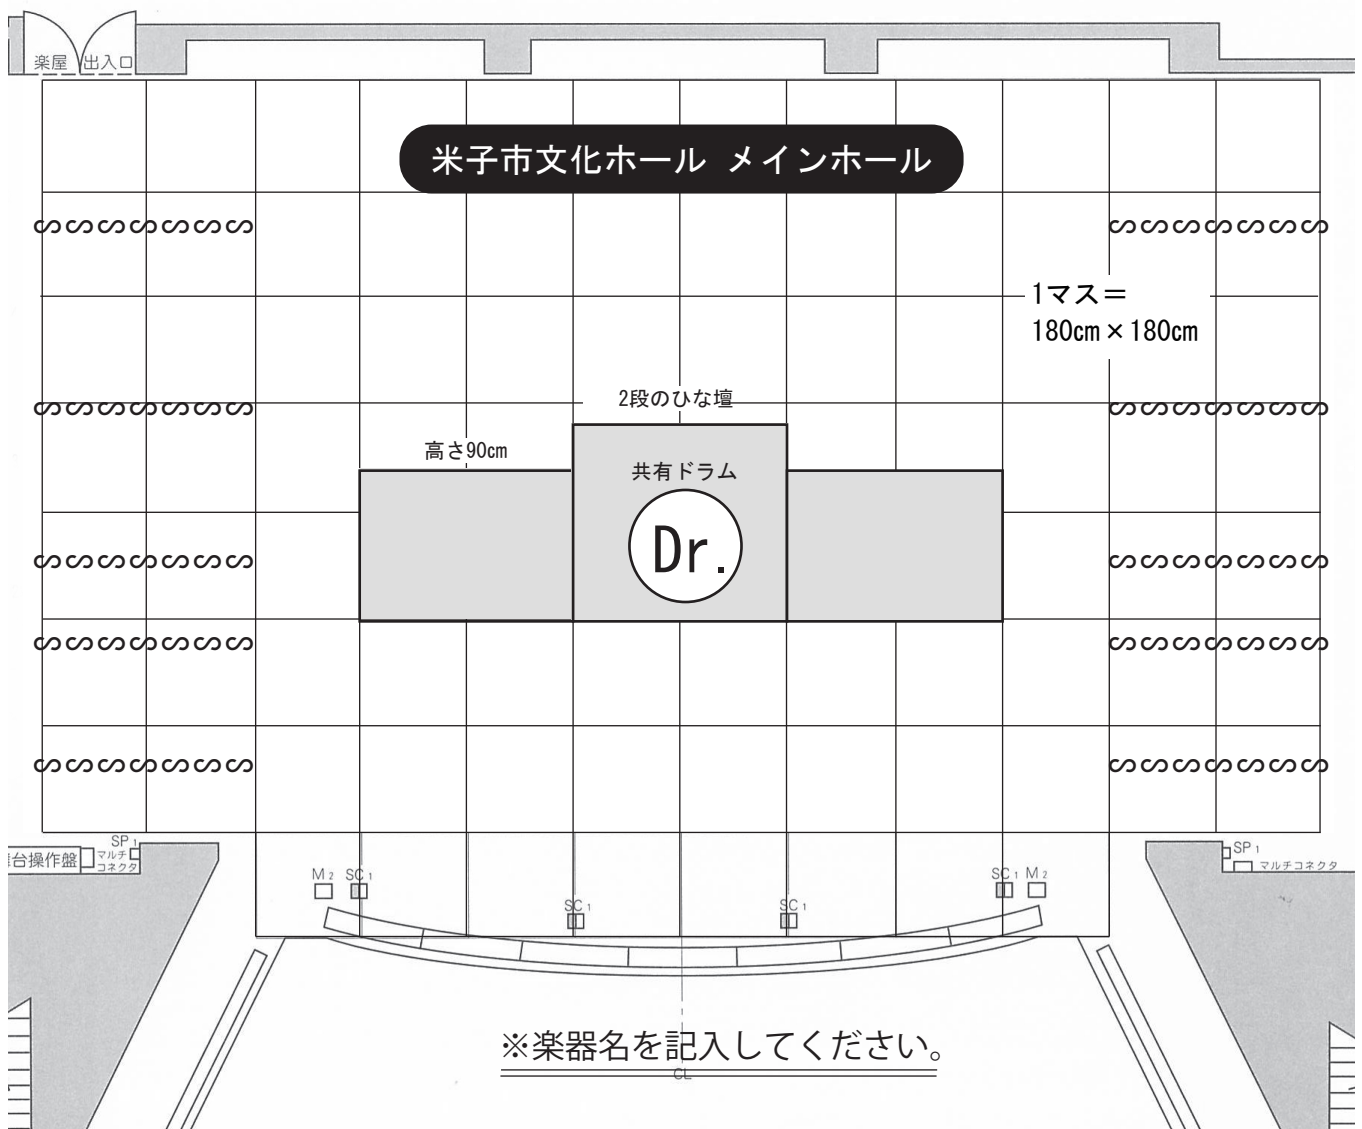 楽屋 出入口
米子市文化ホール メインホール
1マス＝
180㎝×180㎝
2段のひな壇
高さ90㎝
共有ドラム
Dr.
SP 1
マルチ
コネクタ
台操作盤
SP 1
マルチコネクタ
M 2 SC 1
SC 1
SC 1
SC 1 M 2
※楽器名を記入してください。
CL